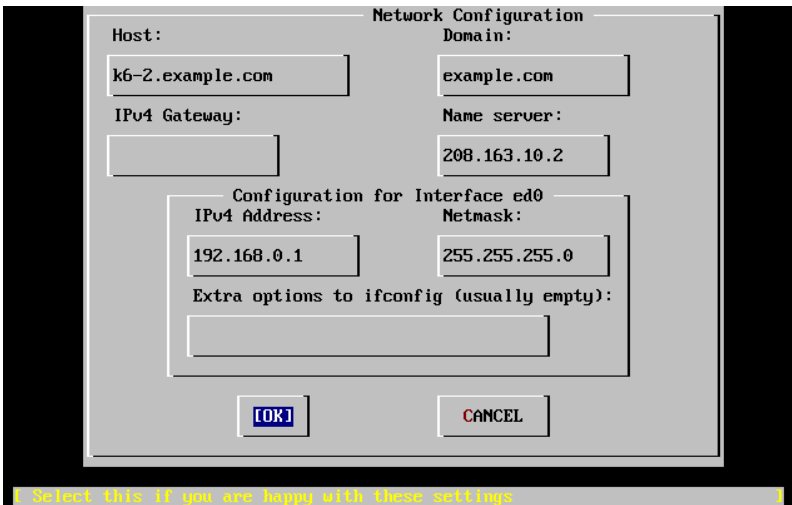 Network Configuration
Host: Domain:
k6-2.example.com example.com
IPv4 Gateway: Name server:
208.163.10.2
Configuration for Interface ed0
IPv4 Address: Netmask:
192.168.0.1 255.255.255.0
Extra options to ifconfig (usually empty):
[OK] CANCEL
[ Select this if you are happy with these settings ]